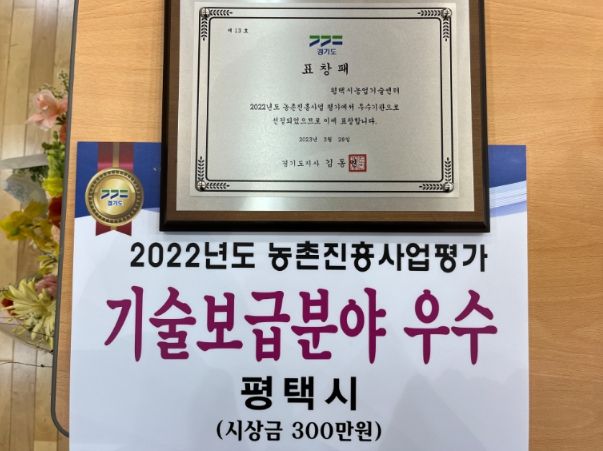 제 13 호
경기도
표 창 패
평택시농업기술센터
2022년도 농촌진흥사업 평가에서 우수기관으로
선정되었으므로 이에 표창합니다.
2023년 3월 28일
경기도지사 김 동
경기도
2022년도 농촌진흥사업평가
기술보급분야 우수
평택시
(시상금 300만원)